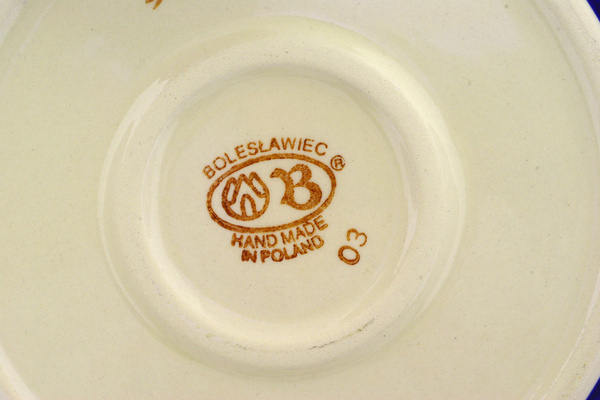 BOLESŁAWIEC ®
B
HAND MADE
IN POLAND
03